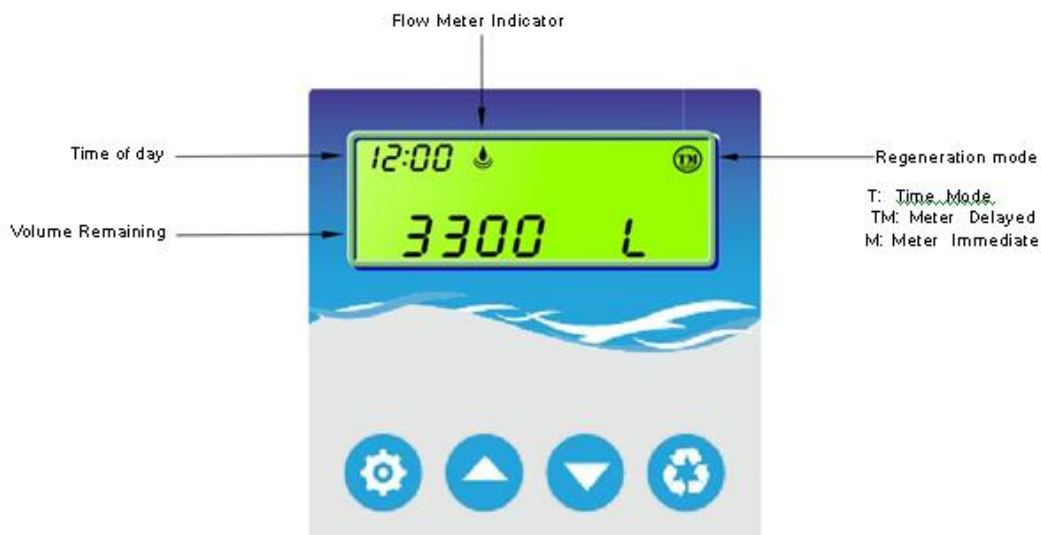 Flow Meter Indicator
Time of day
12:00
TM
Regeneration mode
T: Time Mode
TM: Meter Delayed
M: Meter Immediate
Volume Remaining
3300 L